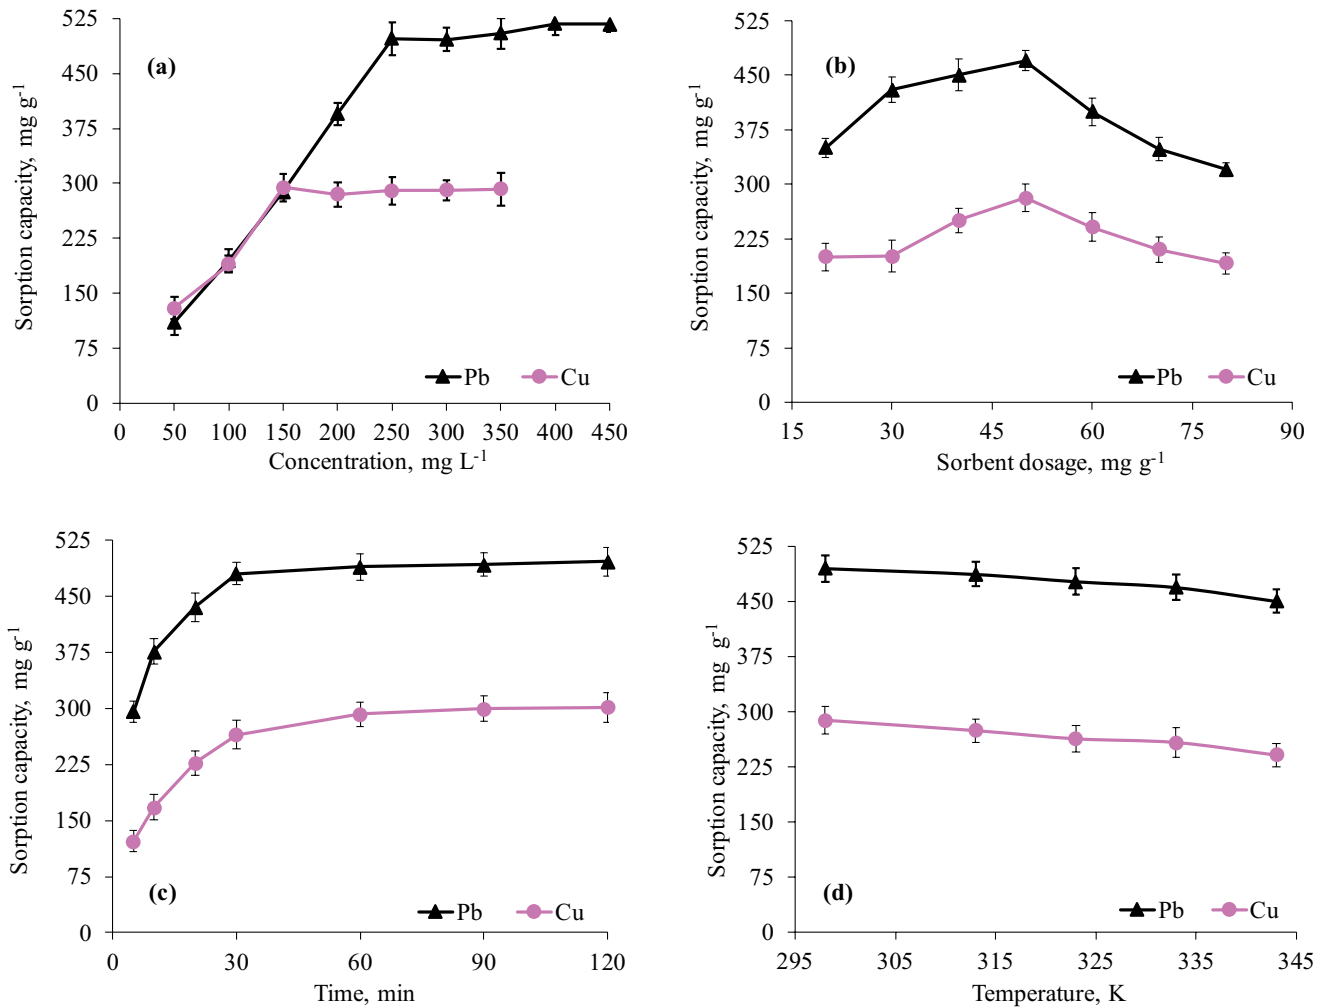 (a)
Sorption capacity, mg g-1
525
450
375
300
225
150
75
0
Pb
Cu
0 50 100 150 200 250 300 350 400 450
Concentration, mg L-1
(b)
Sorption capacity, mg g-1
525
450
375
300
225
150
75
0
Pb
Cu
15 30 45 60 75 90
Sorbent dosage, mg g-1
Sorption capacity, mg g-1
525
450
375
300
225
150
75
0
(c)
Pb
Cu
0 30 60 90 120
Time, min
Sorption capacity, mg g-1
525
450
375
300
225
150
75
0
(d)
Pb
Cu
295 305 315 325 335 345
Temperature, K